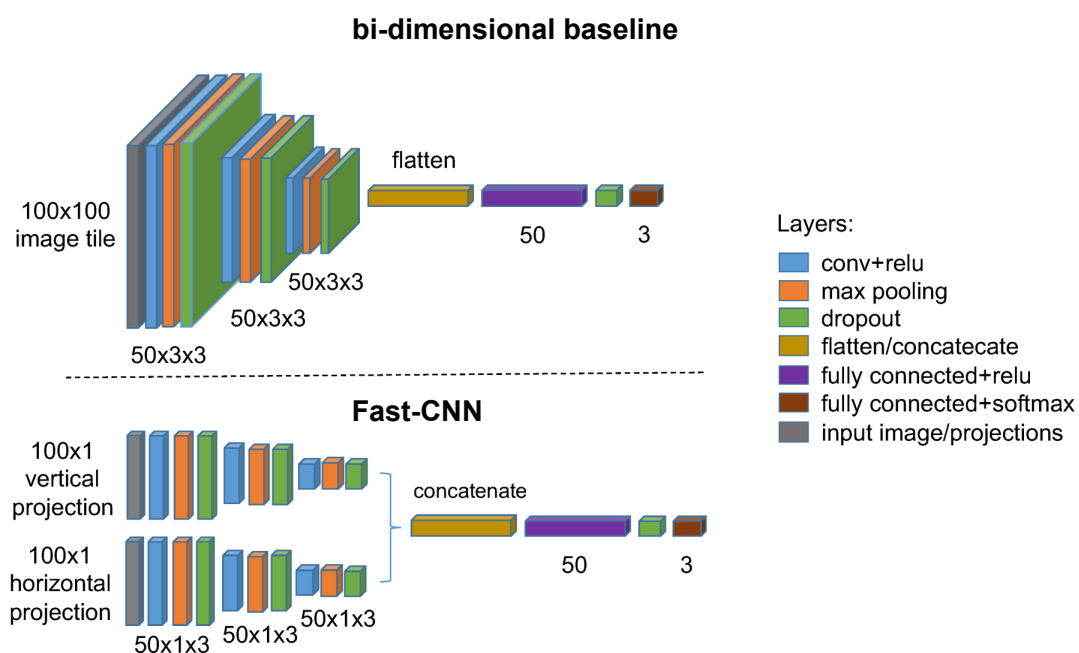 bi-dimensional baseline
100x100
image tile
flatten
50
3
50x3x3
50x3x3
50x3x3
Layers:
conv+relu
max pooling
dropout
flatten/concatecate
fully connected+relu
fully connected+softmax
input image/projections
Fast-CNN
100x1
vertical
projection
100x1
horizontal
projection
concatenate
50
3
50x1x3
50x1x3
50x1x3